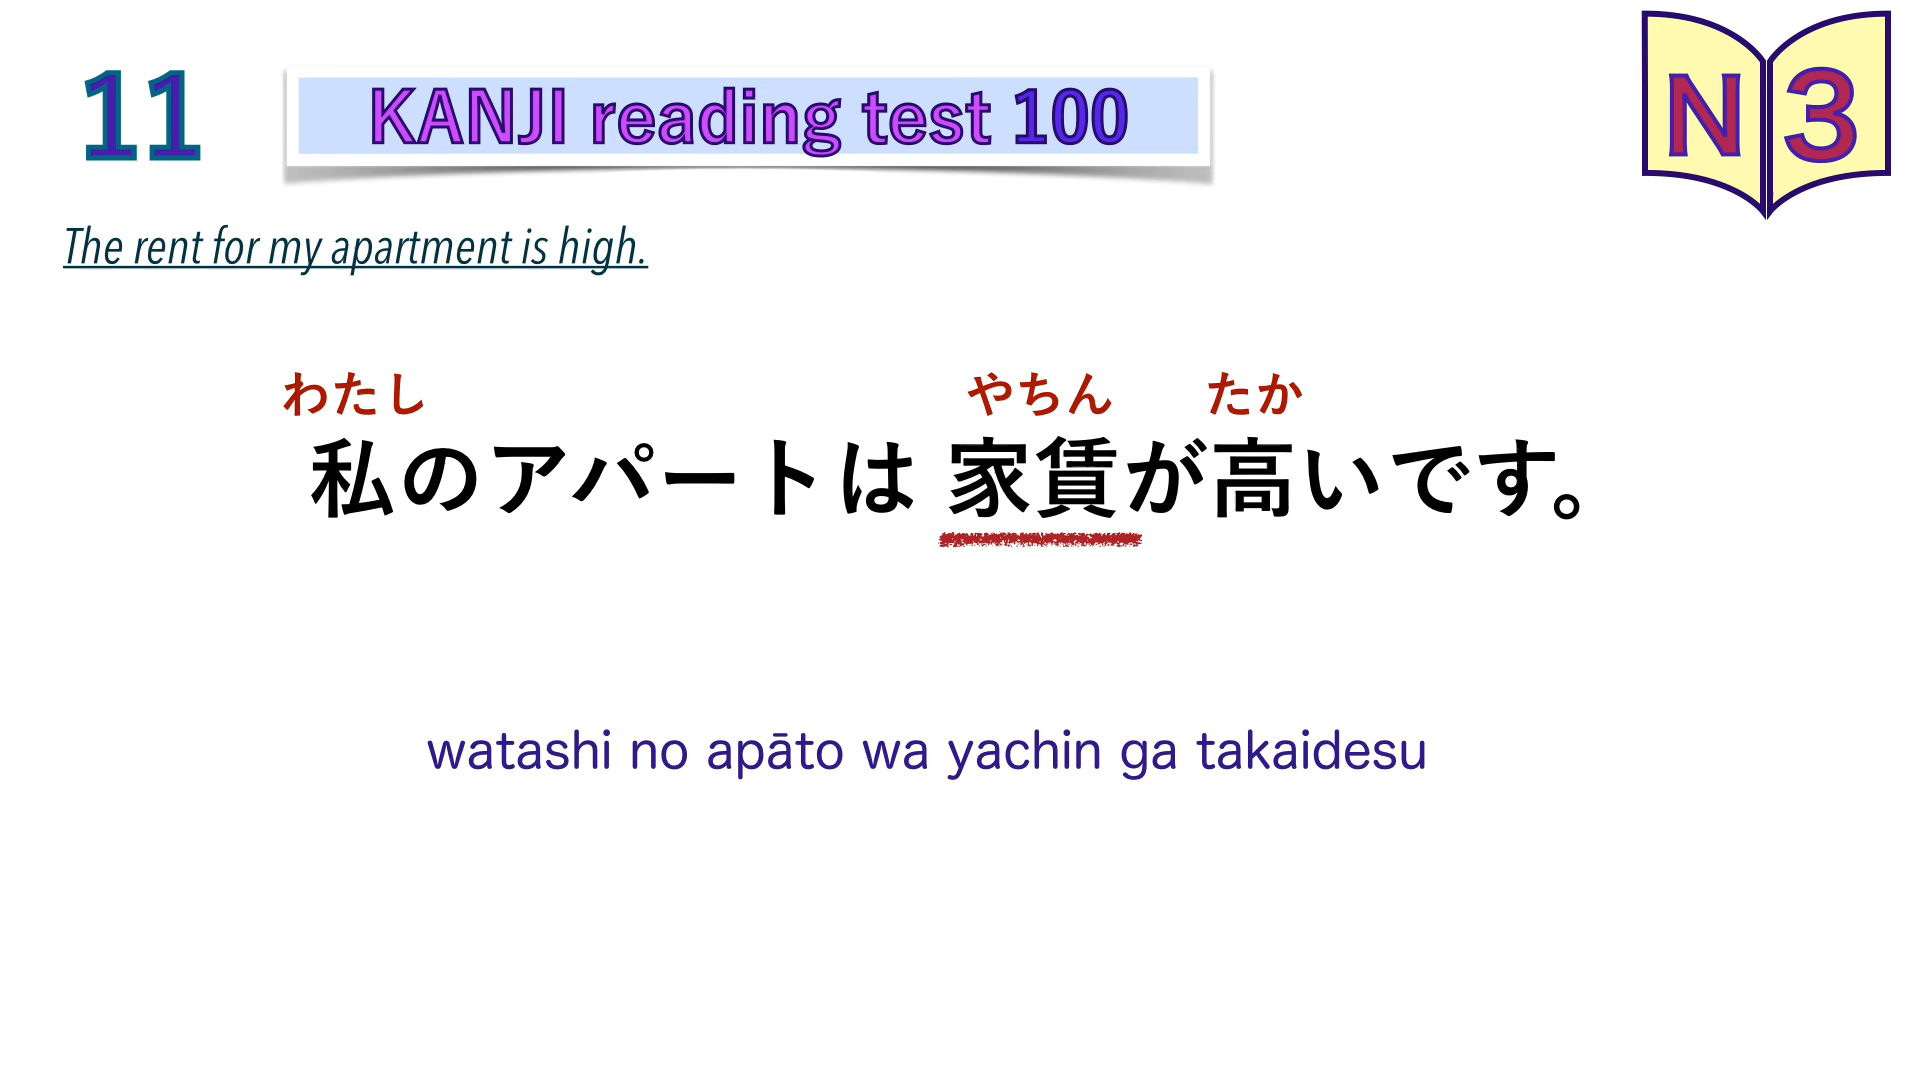 11
KANJI reading test 100
N3
The rent for my apartment is high.
わたし やちん たか
私のアパートは 家賃が高いです。
watashi no apāto wa yachin ga takaidesu